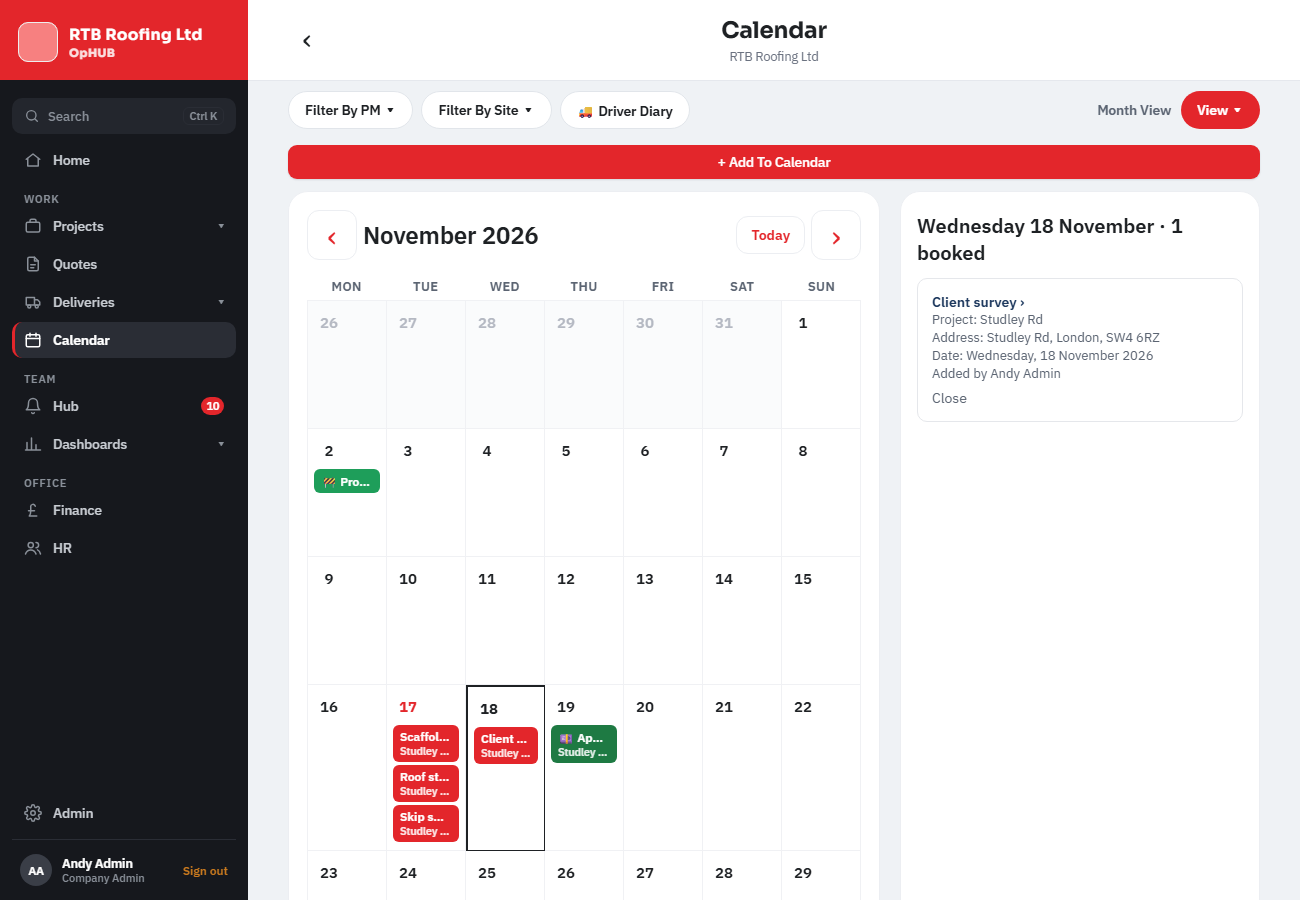 RTB Roofing Ltd
OpHUB
Search Ctrl K
Home
WORK
Projects
Quotes
Deliveries
Calendar
TEAM
Hub 10
Dashboards
OFFICE
Finance
HR
Admin
AA Andy Admin
Company Admin
Sign out
Calendar
RTB Roofing Ltd
Filter By PM Filter By Site Driver Diary Month View View
+ Add To Calendar
November 2026 Today
MON TUE WED THU FRI SAT SUN
26 27 28 29 30 31 1
2 3 4 5 6 7 8
Pro...
9 10 11 12 13 14 15
16 17 18 19 20 21 22
Scaffol...
Studley ...
Roof st...
Studley ...
Skip s...
Studley ...
Client ...
Studley ...
Ap...
Studley ...
23 24 25 26 27 28 29
Wednesday 18 November · 1
booked
Client survey ›
Project: Studley Rd
Address: Studley Rd, London, SW4 6RZ
Date: Wednesday, 18 November 2026
Added by Andy Admin
Close